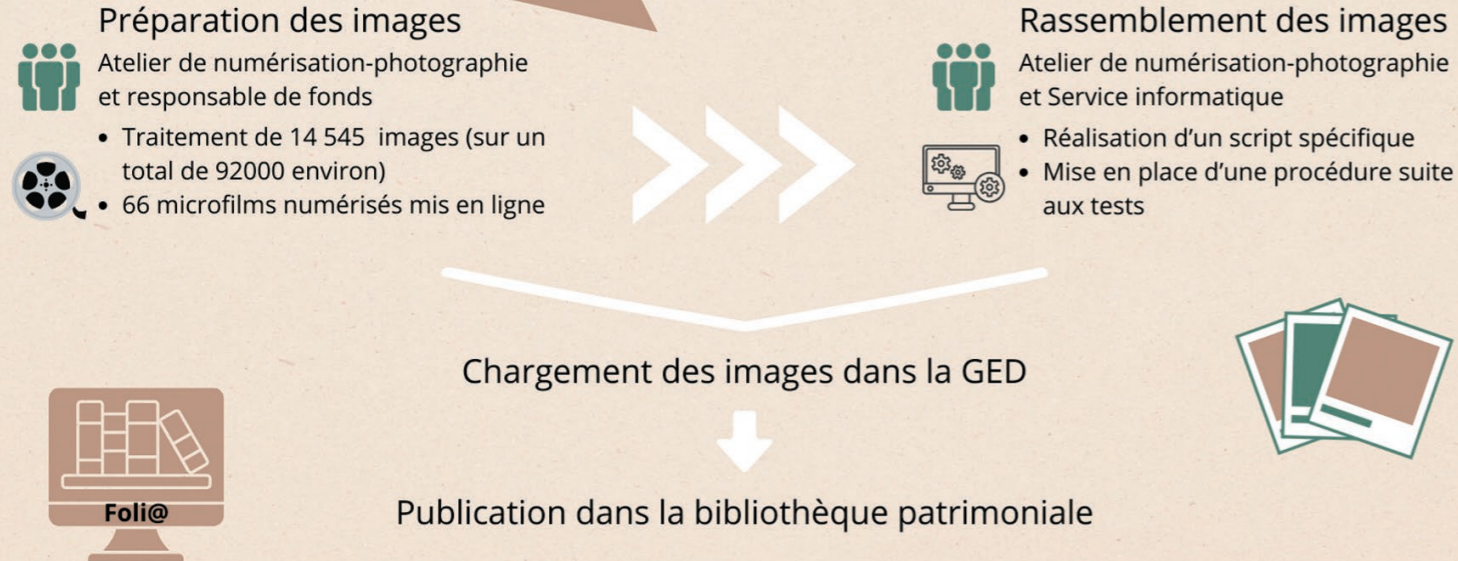 Préparation des images
Atelier de numérisation-photographie
et responsable de fonds
• Traitement de 14 545 images (sur un
total de 92000 environ)
• 66 microfilms numérisés mis en ligne
Rassemblement des images
Atelier de numérisation-photographie
et Service informatique
• Réalisation d'un script spécifique
• Mise en place d'une procédure suite
aux tests
Chargement des images dans la GED
Foli@
Publication dans la bibliothèque patrimoniale